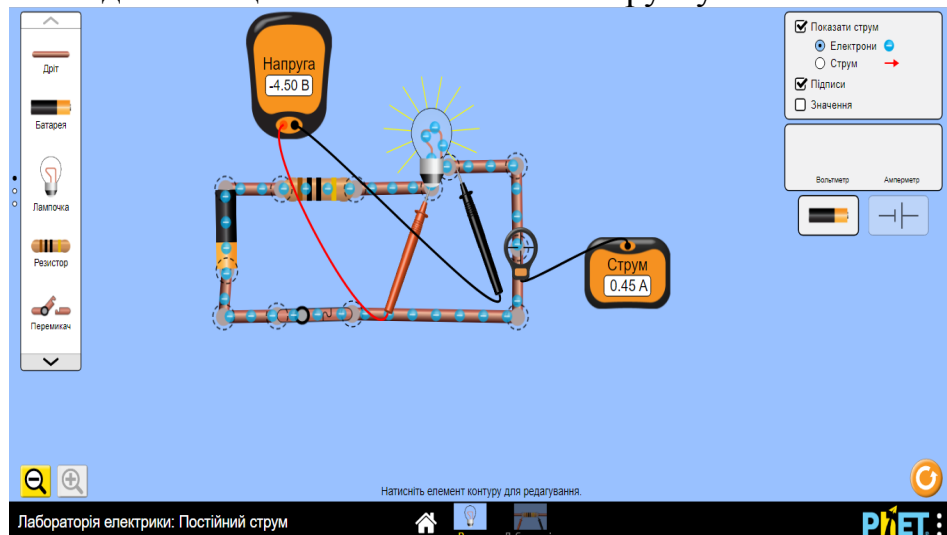 Напруга
-4.50 В
Дріт
Батарея
Лампочка
Резистор
Перемикач
Показати струм
Електрони
Струм
Підписи
Значення
Вольтметр
Амперметр
Струм
0.45 А
Натисніть елемент контуру для редагування.
Лабораторія електрики: Постійний струм
PhET